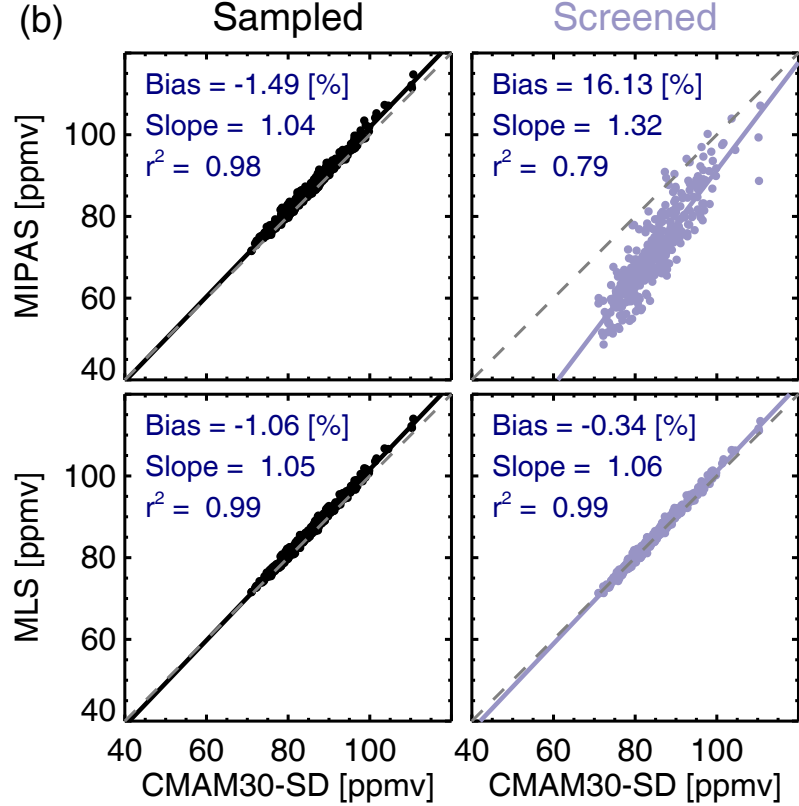 (b)
Sampled
Screened
Bias = -1.49 [%]
Slope = 1.04
r² = 0.98
Bias = 16.13 [%]
Slope = 1.32
r² = 0.79
MIPAS [ppmv]
100
80
60
40
Bias = -1.06 [%]
Slope = 1.05
r² = 0.99
Bias = -0.34 [%]
Slope = 1.06
r² = 0.99
MLS [ppmv]
100
80
60
40
40 60 80 100
40 60 80 100 120
CMAM30-SD [ppmv]
CMAM30-SD [ppmv]